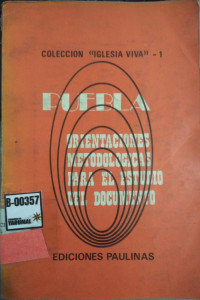 COLECCION "IGLESIA VIVA" - 1
PUEBLA
ORIENTACIONES
METODOLOGICAS
PARA EL ESTUDIO
DEL DOCUMENTO
B-00357
EDICIONES PAULINAS